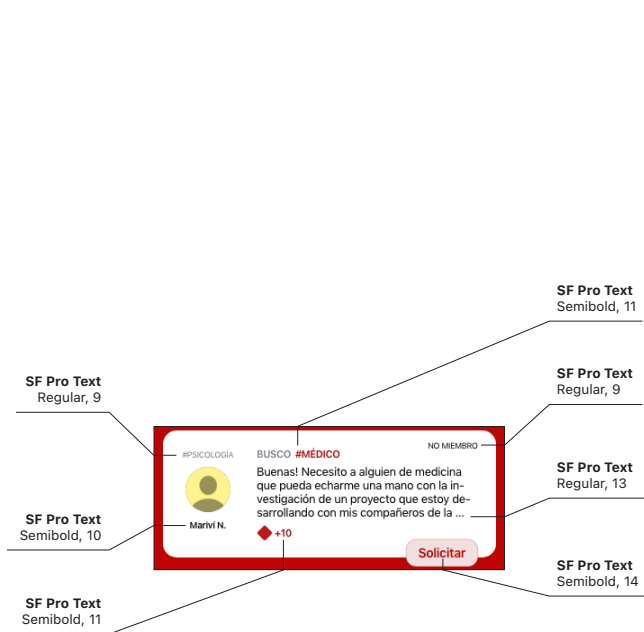 SF Pro Text
Semibold, 11
SF Pro Text
Regular, 9
SF Pro Text
Regular, 9
NO MIEMBRO
#PSICOLOGÍA
BUSCO #MÉDICO
Buenas! Necesito a alguien de medicina
que pueda echarme una mano con la in-
vestigación de un proyecto que estoy de-
sarrollando con mis compañeros de la ...
SF Pro Text
Regular, 13
SF Pro Text
Semibold, 10
Mariví N.
+10
Solicitar
SF Pro Text
Semibold, 14
SF Pro Text
Semibold, 11